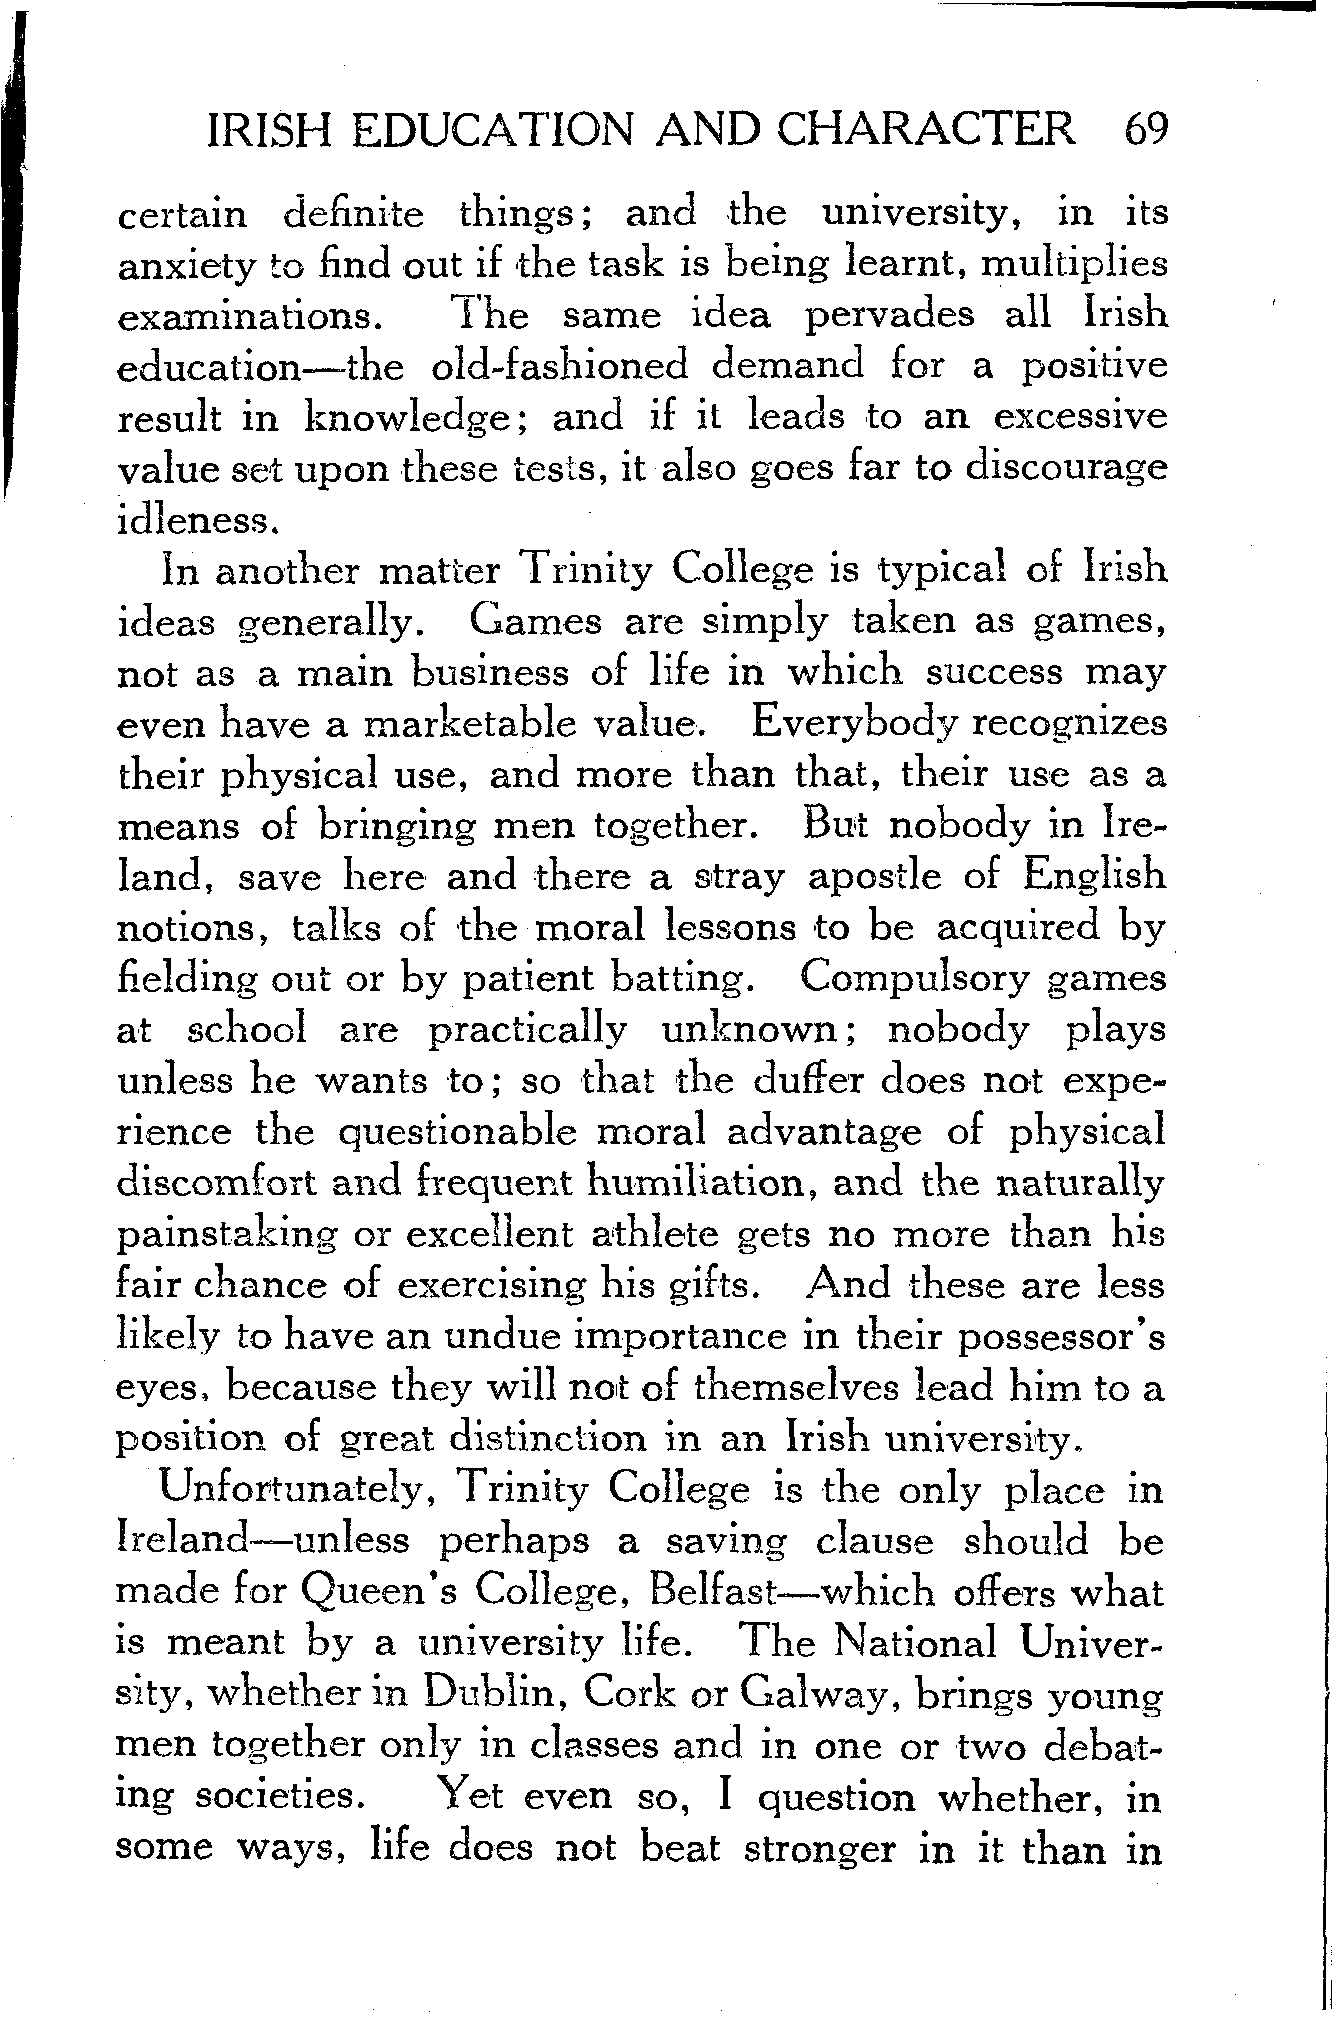 IRISH EDUCATION AND CHARACTER 69
certain definite things; and the university, in its
anxiety to find out if the task is being learnt, multiplies
examinations. The same idea pervades all Irish
education—the old-fashioned demand for a positive
result in knowledge; and if it leads to an excessive
value set upon these tests, it also goes far to discourage
idleness.
In another matter Trinity College is typical of Irish
ideas generally. Games are simply taken as games,
not as a main business of life in which success may
even have a marketable value. Everybody recognizes
their physical use, and more than that, their use as a
means of bringing men together. But nobody in Ire-
land, save here and there a stray apostle of English
notions, talks of the moral lessons to be acquired by
fielding out or by patient batting. Compulsory games
at school are practically unknown; nobody plays
unless he wants to; so that the duffer does not expe-
rience the questionable moral advantage of physical
discomfort and frequent humiliation, and the naturally
painstaking or excellent athlete gets no more than his
fair chance of exercising his gifts. And these are less
likely to have an undue importance in their possessor's
eyes, because they will not of themselves lead him to a
position of great distinction in an Irish university.
Unfortunately, Trinity College is the only place in
Ireland—unless perhaps a saving clause should be
made for Queen's College, Belfast—which offers what
is meant by a university life. The National Univer-
sity, whether in Dublin, Cork or Galway, brings young
men together only in classes and in one or two debat-
ing societies. Yet even so, I question whether, in
some ways, life does not beat stronger in it than in